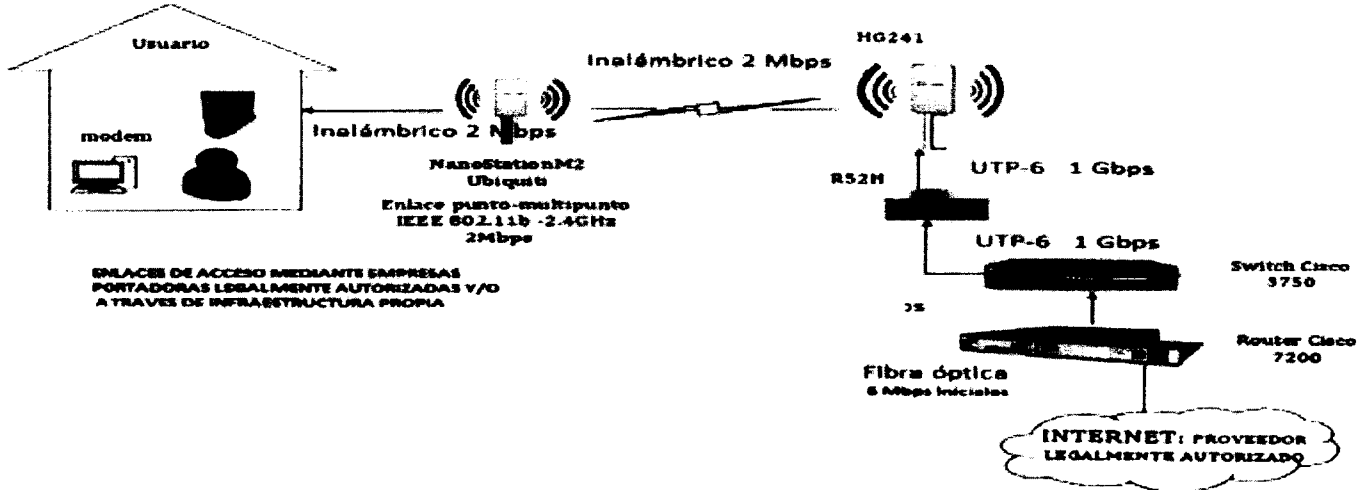 Usuario
modem
Inalámbrico 2 Mbps
NanoStationM2
Ubiquiti
Enlace punto-multipunto
IEEE 802.11b -2.4GHz
2Mbps
ENLACES DE ACCESO MEDIANTE EMPRESAS
PORTADORAS LEGALMENTE AUTORIZADAS Y/O
A TRAVES DE INFRAESTRUCTURA PROPIA
Inalámbrico 2 Mbps
HG241
UTP-6 1 Gbps
R52H
UTP-6 1 Gbps
Switch Cisco
3750
os
Router Cisco
7200
Fibra óptica
6 Mbps Iniciales
INTERNET: PROVEEDOR
LEGALMENTE AUTORIZADO